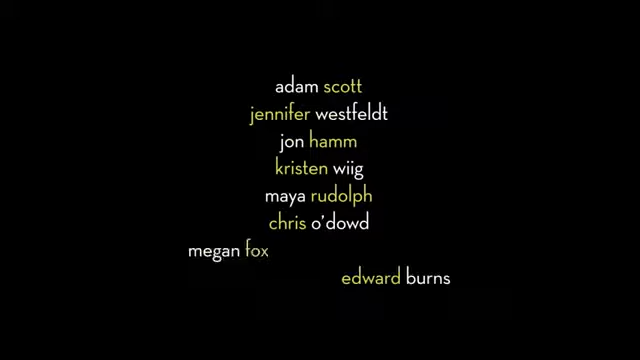 adam scott
jennifer westfeldt
jon hamm
kristen wiig
maya rudolph
chris o'dowd
megan fox
edward burns